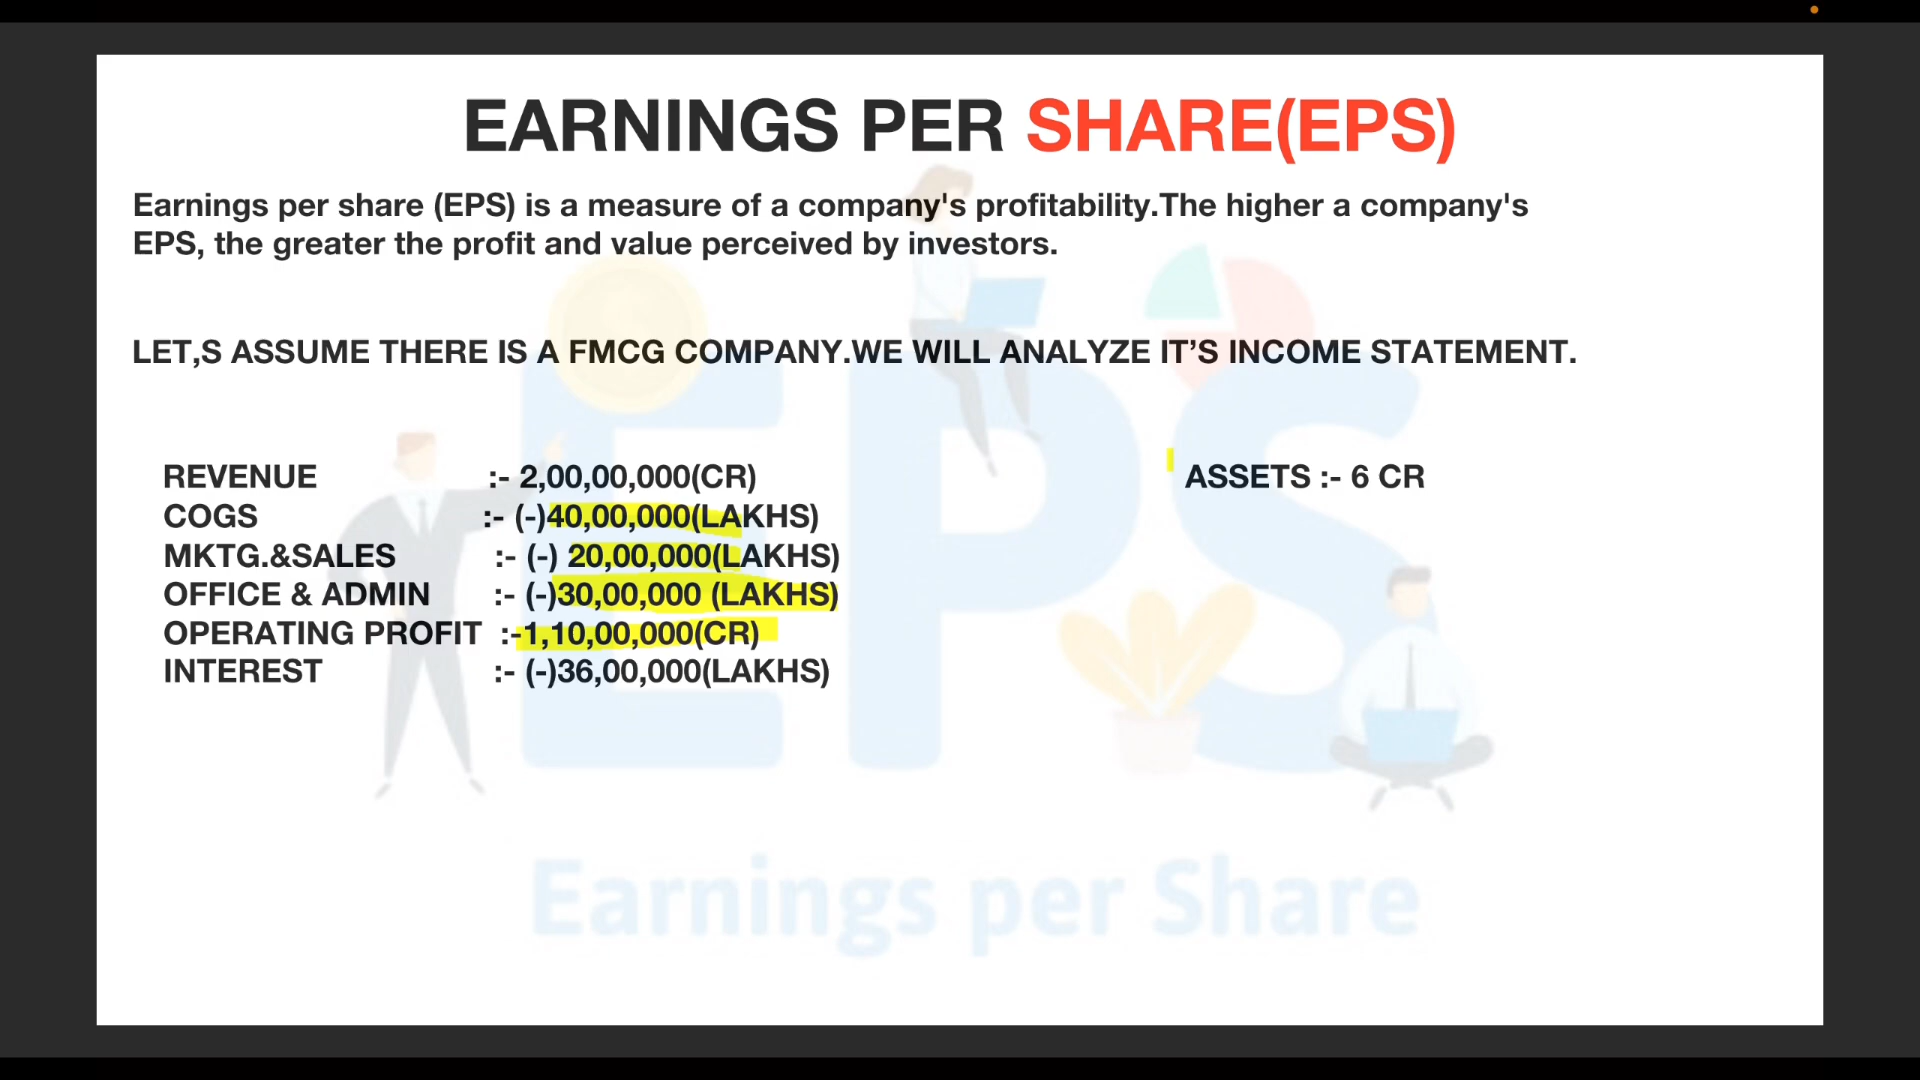 EARNINGS PER SHARE(EPS)
Earnings per share (EPS) is a measure of a company's profitability.The higher a company's
EPS, the greater the profit and value perceived by investors.
LET,S ASSUME THERE IS A FMCG COMPANY.WE WILL ANALYZE IT’S INCOME STATEMENT.
REVENUE :- 2,00,00,000(CR)
ASSETS :- 6 CR
COGS :- (-)40,00,000(LAKHS)
MKTG.&SALES :- (-) 20,00,000(LAKHS)
OFFICE & ADMIN :- (-)30,00,000 (LAKHS)
OPERATING PROFIT :-1,10,00,000(CR)
INTEREST :- (-)36,00,000(LAKHS)
EPS
Earnings per Share